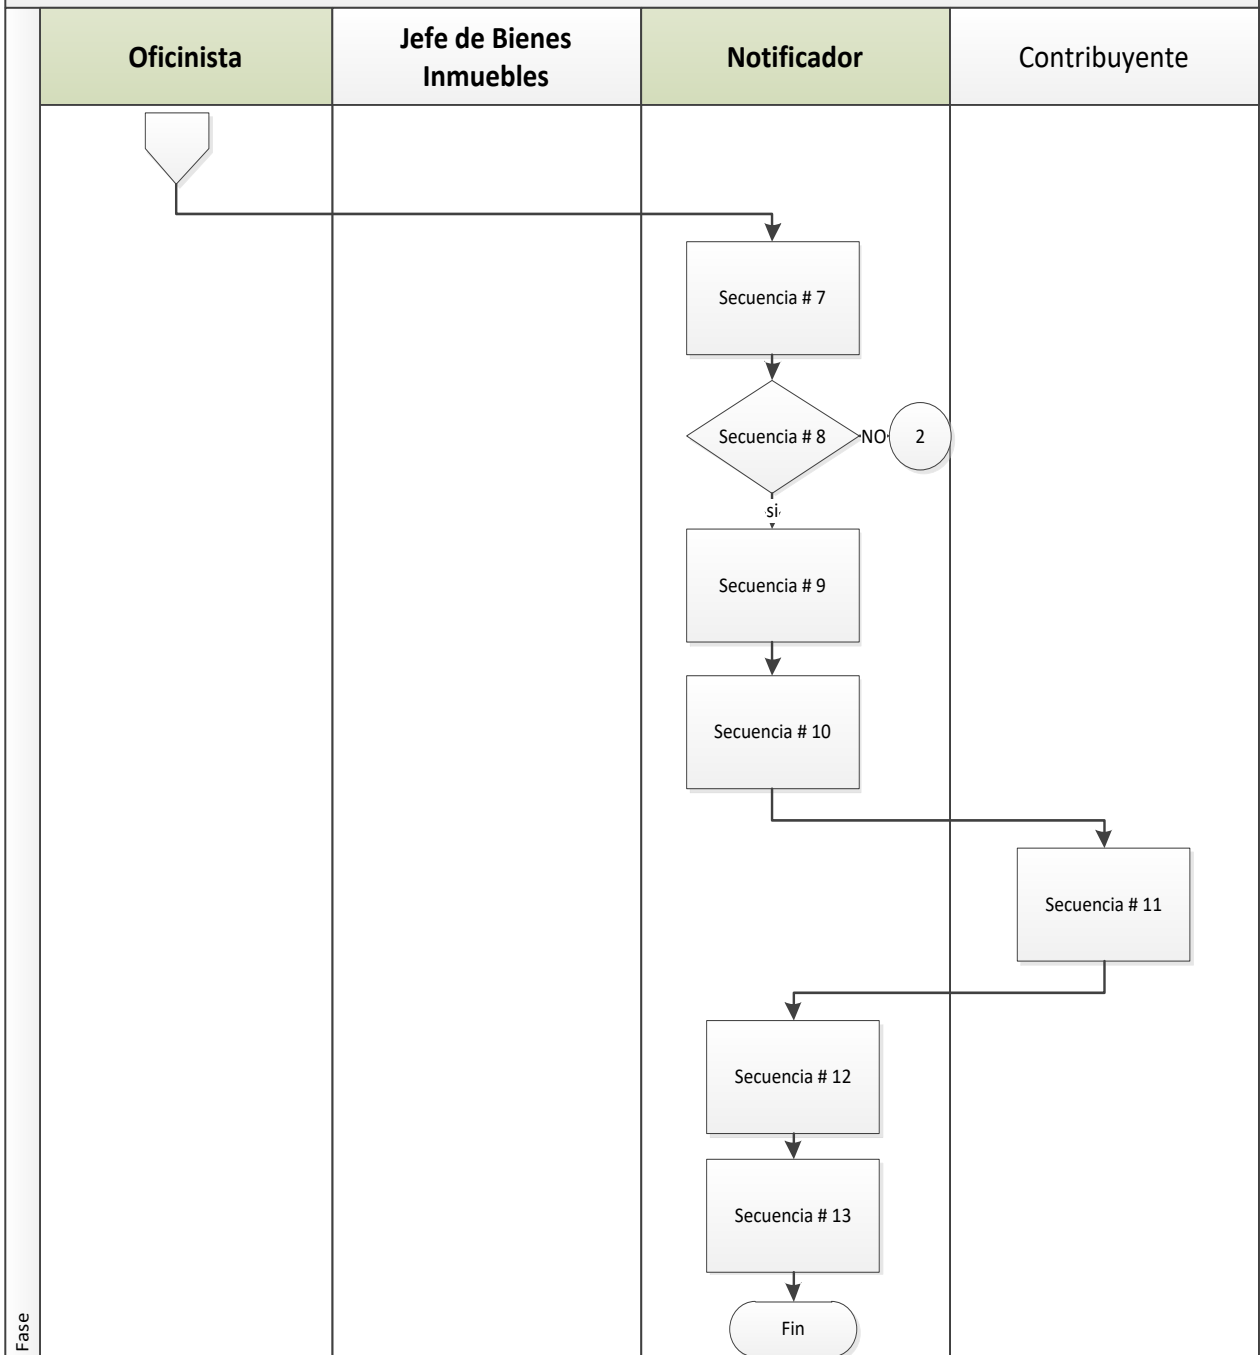 Oficinista
Jefe de Bienes
Inmuebles
Notificador
Contribuyente
Secuencia # 7
Secuencia # 8
NO
2
si
Secuencia # 9
Secuencia # 10
Secuencia # 11
Secuencia # 12
Secuencia # 13
Fin
Fase